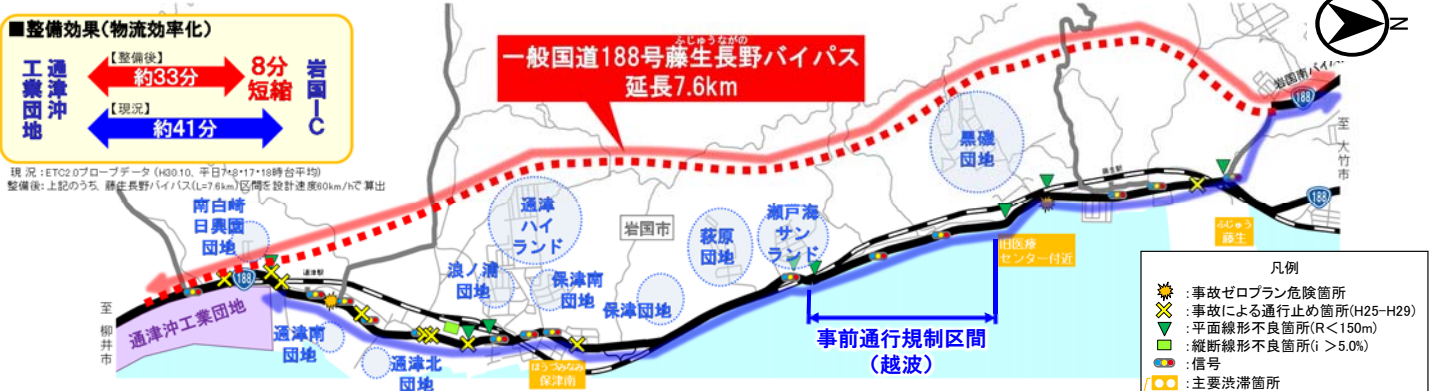 ■整備効果(物流効率化)
通津沖
工業団地
【整備後】
約33分
8分
短縮
【現況】
約41分
岩国IC
現 況:ETC2.0プローブデータ(H30.10、平日7・8・17・18時台平均)
整備後:上記のうち、藤生長野バイパス(L=7.6km)区間を設計速度60km/hで算出
ふじゅうながの
一般国道188号藤生長野バイパス
延長7.6km
N
岩国南バイパス
188
至 大竹市
188
黒磯
団地
藤生駅
ふじゅう
藤生
旧医療
センター付近
南白崎
日興園
団地
通津
ハイ
ランド
岩国市
萩原
団地
瀬戸海
サン
ランド
浪ノ浦
団地
保津南
団地
保津団地
188
通津駅
至 柳井市
通津沖工業団地
通津南
団地
通津北
団地
ほうづみなみ
保津南
事前通行規制区間
(越波)
凡例
:事故ゼロプラン危険箇所
:事故による通行止め箇所(H25-H29)
:平面線形不良箇所(R<150m)
:縦断線形不良箇所(i >5.0%)
:信号
:主要渋滞箇所